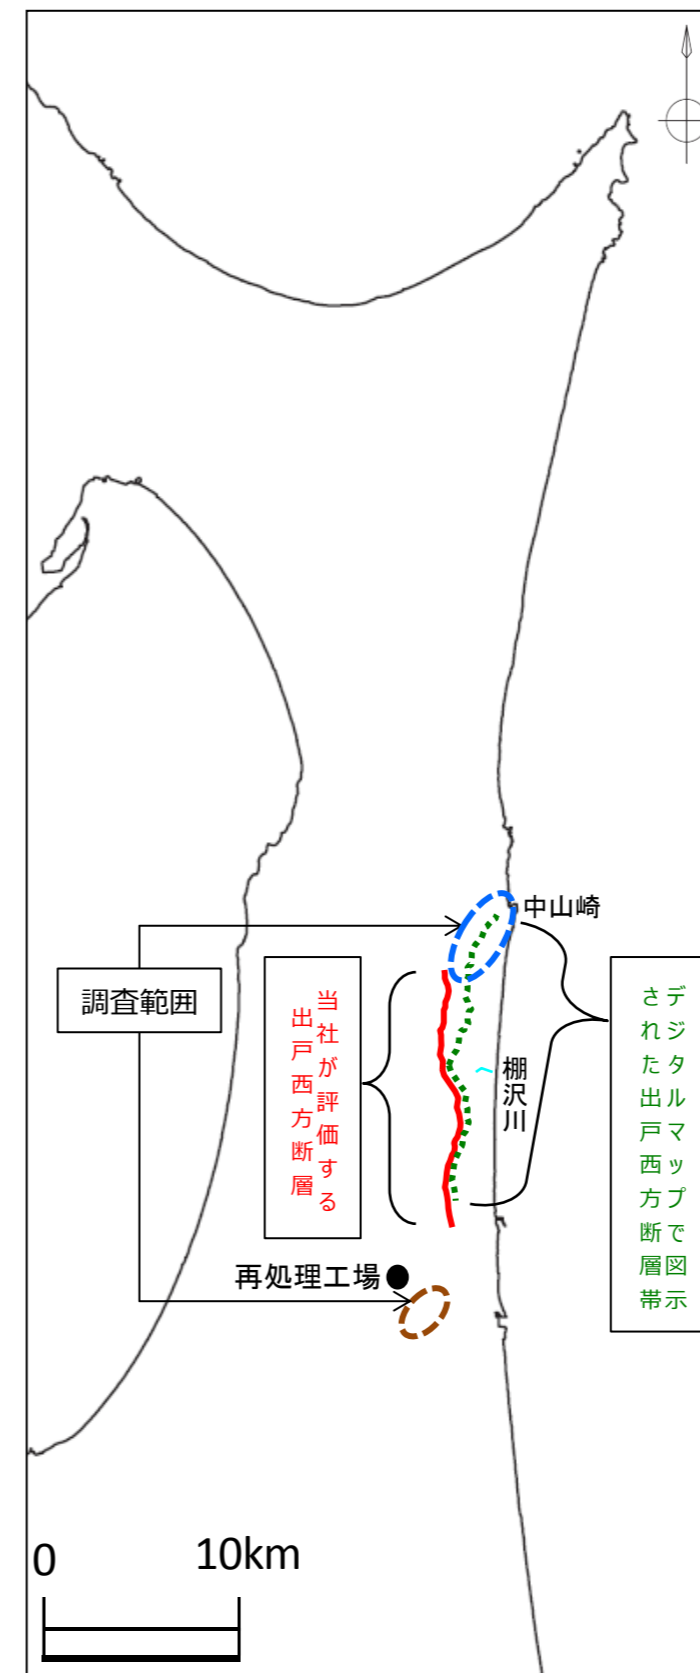 中山崎
調査範囲
当社が評価する
出戸西方断層
棚沢川
デジタルマップで図示
された出戸西方断層帯
再処理工場
0 10km